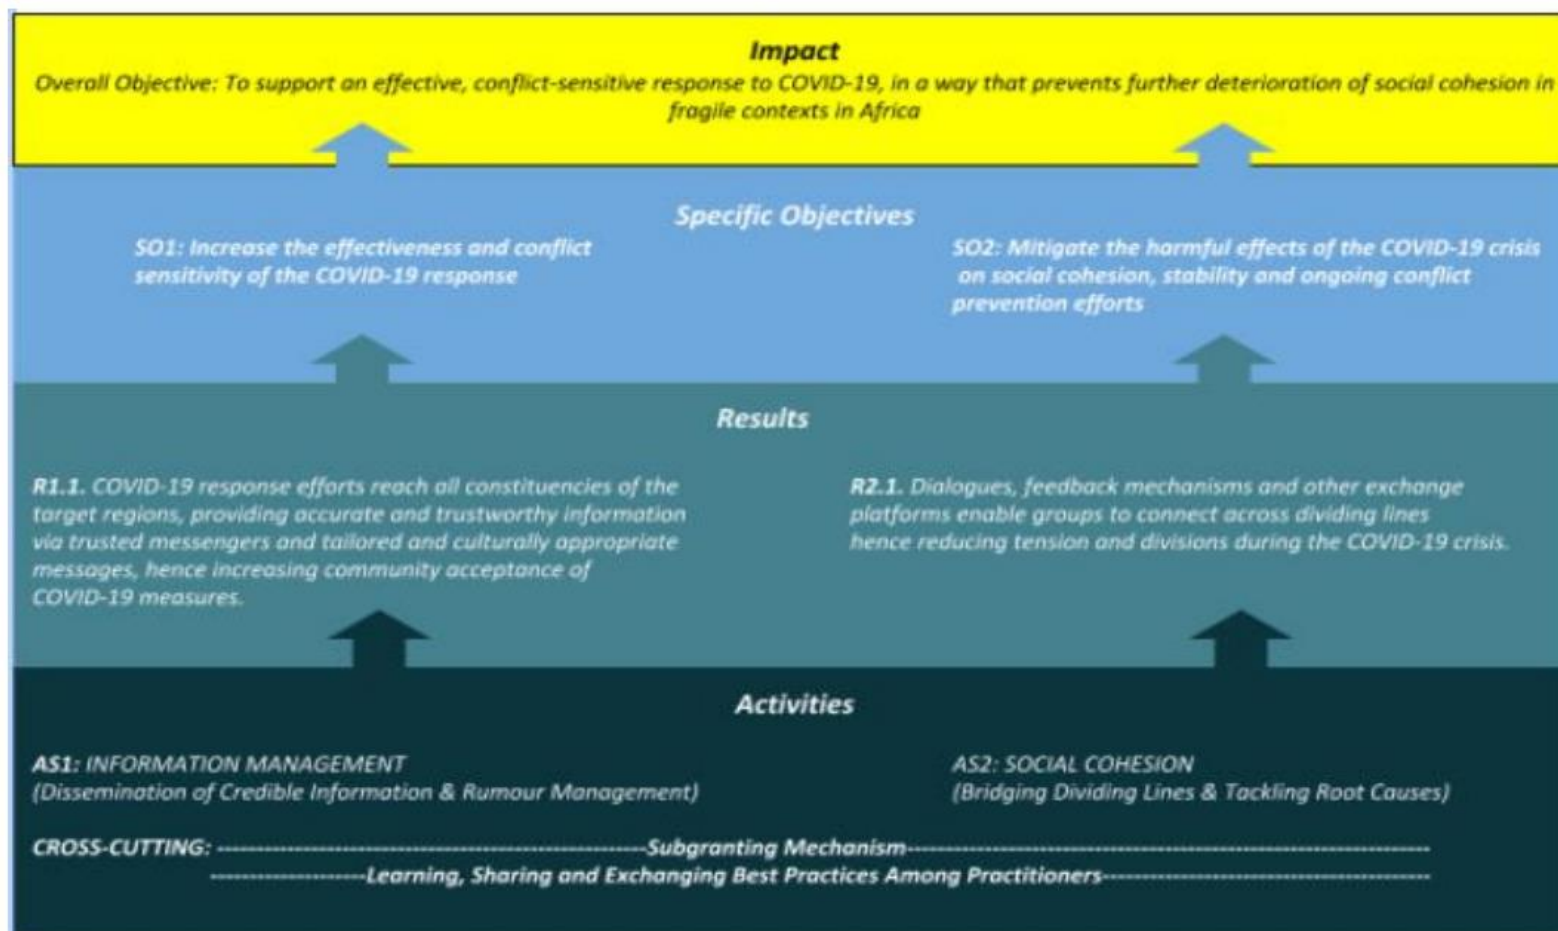 Impact
Overall Objective: To support an effective, conflict-sensitive response to COVID-19, in a way that prevents further deterioration of social cohesion in
fragile contexts in Africa
Specific Objectives
SO1: Increase the effectiveness and conflict
sensitivity of the COVID-19 response
SO2: Mitigate the harmful effects of the COVID-19 crisis
on social cohesion, stability and ongoing conflict
prevention efforts
Results
R1.1. COVID-19 response efforts reach all constituencies of the
target regions, providing accurate and trustworthy information
via trusted messengers and tailored and culturally appropriate
messages, hence increasing community acceptance of
COVID-19 measures.
R2.1. Dialogues, feedback mechanisms and other exchange
platforms enable groups to connect across dividing lines
hence reducing tension and divisions during the COVID-19 crisis.
Activities
AS1: INFORMATION MANAGEMENT
(Dissemination of Credible Information & Rumour Management)
AS2: SOCIAL COHESION
(Bridging Dividing Lines & Tackling Root Causes)
CROSS-CUTTING: --------------------Subgranting Mechanism--------------------
--------------------Learning, Sharing and Exchanging Best Practices Among Practitioners--------------------